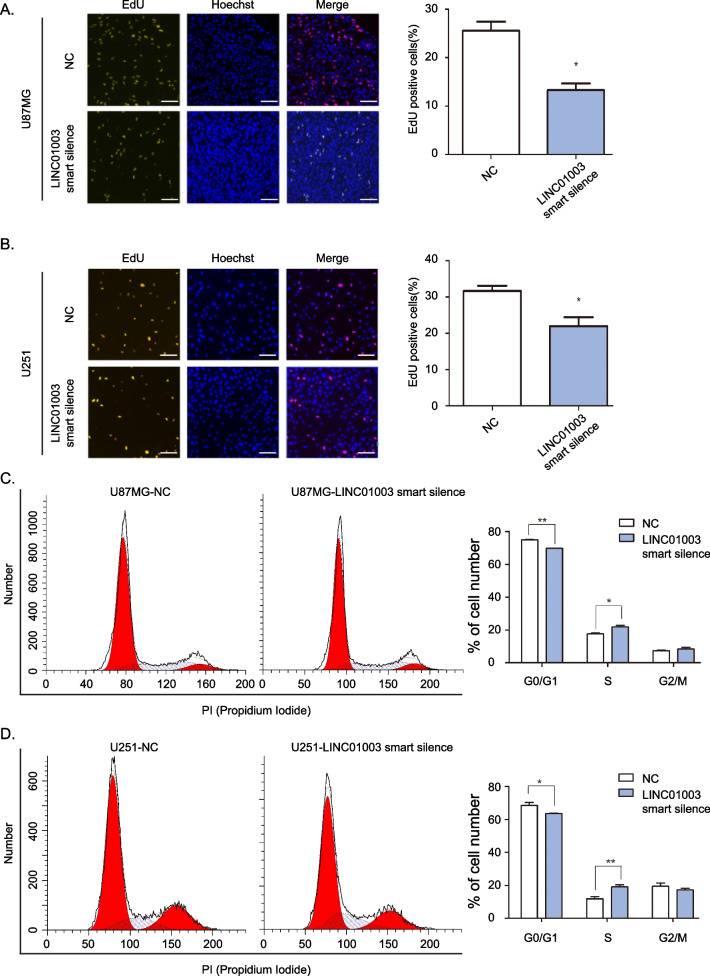 A.
EdU Hoechst Merge
U87MG
NC
LINC01003
smart silence
EdU positive cells(%)
30
20
10
0
NC
LINC01003
smart silence
*
B.
EdU Hoechst Merge
U251
NC
LINC01003
smart silence
EdU positive cells(%)
40
30
20
10
0
NC
LINC01003
smart silence
*
C.
U87MG-NC
U87MG-LINC01003 smart silence
Number
1000
800
600
400
200
0
0 40 80 120 160 200
0 50 100 150 200
PI (Propidium Iodide)
NC
LINC01003
smart silence
% of cell number
80
60
40
20
0
**
*
G0/G1 S G2/M
D.
U251-NC
U251-LINC01003 smart silence
Number
600
400
200
0
0 50 100 150 200
0 50 100 150 200
PI (Propidium Iodide)
NC
LINC01003
smart silence
% of cell number
80
60
40
20
0
*
**
G0/G1 S G2/M